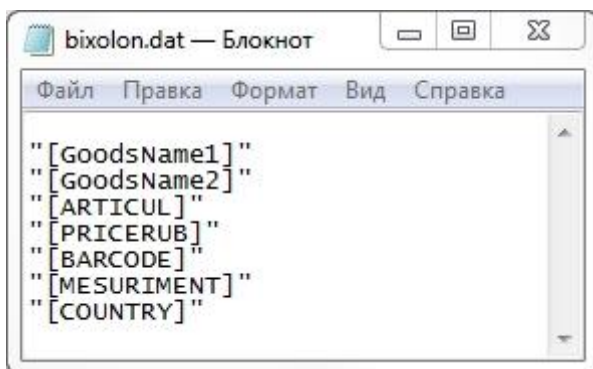 bixolon.dat — Блокнот
Файл Правка Формат Вид Справка
"[GoodsName1]"
"[GoodsName2]"
"[ARTICUL]"
"[PRICERUB]"
"[BARCODE]"
"[MESURIMENT]"
"[COUNTRY]"